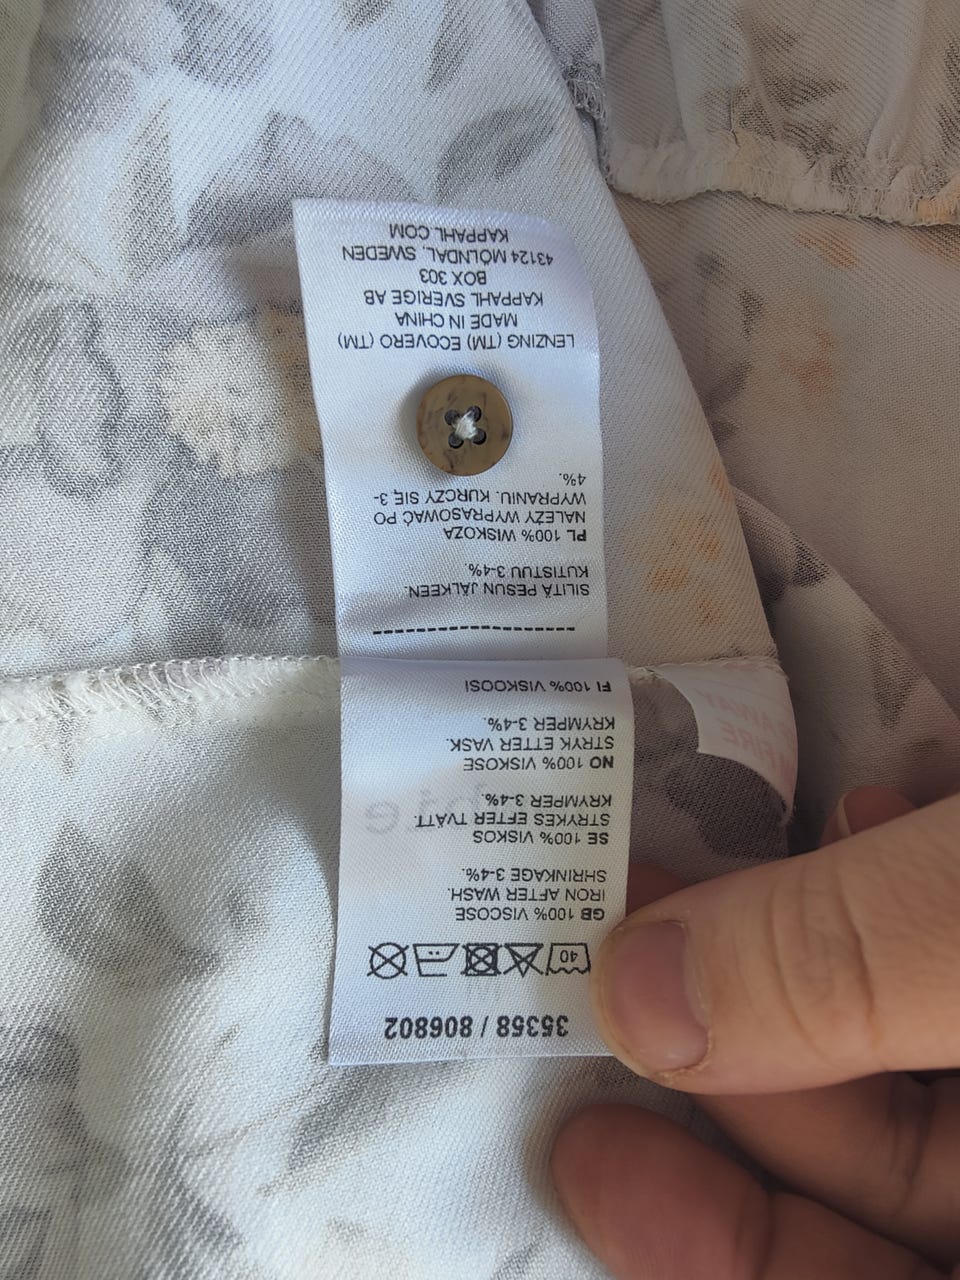 35358 / 806802
40
GB 100% VISCOSE
IRON AFTER WASH.
SHRINKAGE 3-4%.
SE 100% VISKOS
STRYKES EFTER TVÄTT.
KRYMPER 3-4%.
NO 100% VISKOSE
STRYK ETTER VASK.
KRYMPER 3-4%.
FI 100% VISKOOSI
SILITÄ PESUN JÄLKEEN.
KUTISTUU 3-4%.
PL 100% WISKOZA
NALEŻY WYPRASOWAĆ PO
WYPRANIU. KURCZY SIĘ 3-
4%.
LENZING (TM) ECOVERO (TM)
MADE IN CHINA
KAPPAHL SVERIGE AB
BOX 303
43124 MÖLNDAL, SWEDEN
KAPPAHL.COM
FIRE